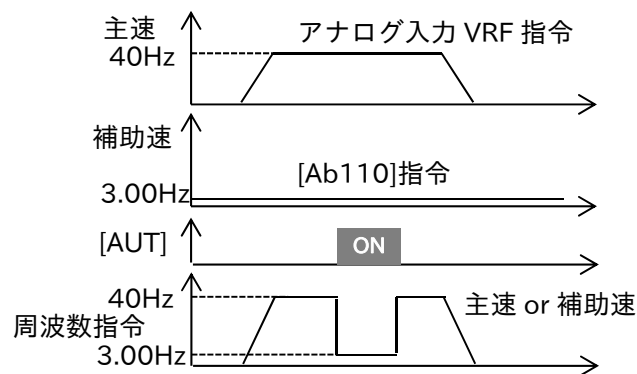 主速
アナログ入力 VRF 指令
40Hz
補助速
[Ab110]指令
3.00Hz
[AUT]
ON
40Hz
主速 or 補助速
周波数指令
3.00Hz